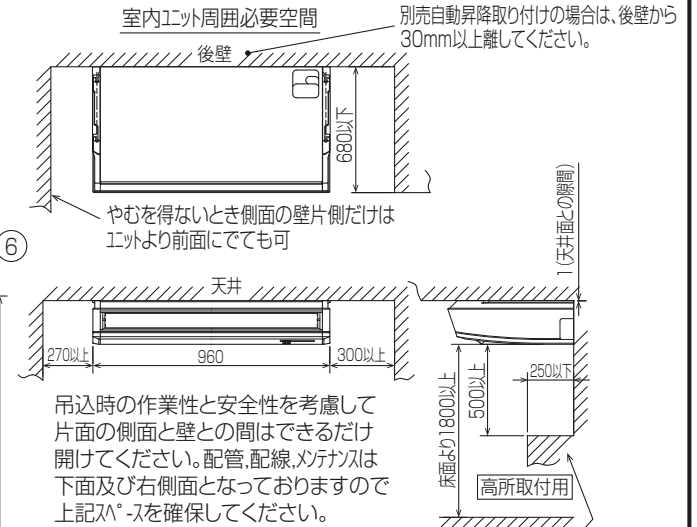 室内ユニット周囲必要空間
別売自動昇降取り付けの場合は、後壁から
30mm以上離してください。
後壁
680以下
やむを得ないとき側面の壁片側だけは
ユニットより前面にでても可
⑥
1(天井面との隙間)
天井
270以上
960
300以上
250以下
500以上
床面より1800以上
高所取付用
吊込時の作業性と安全性を考慮して
片面の側面と壁との間はできるだけ
開けてください。配管,配線,メンテナンスは
下面及び右側面となっておりますので
上記スペースを確保してください。